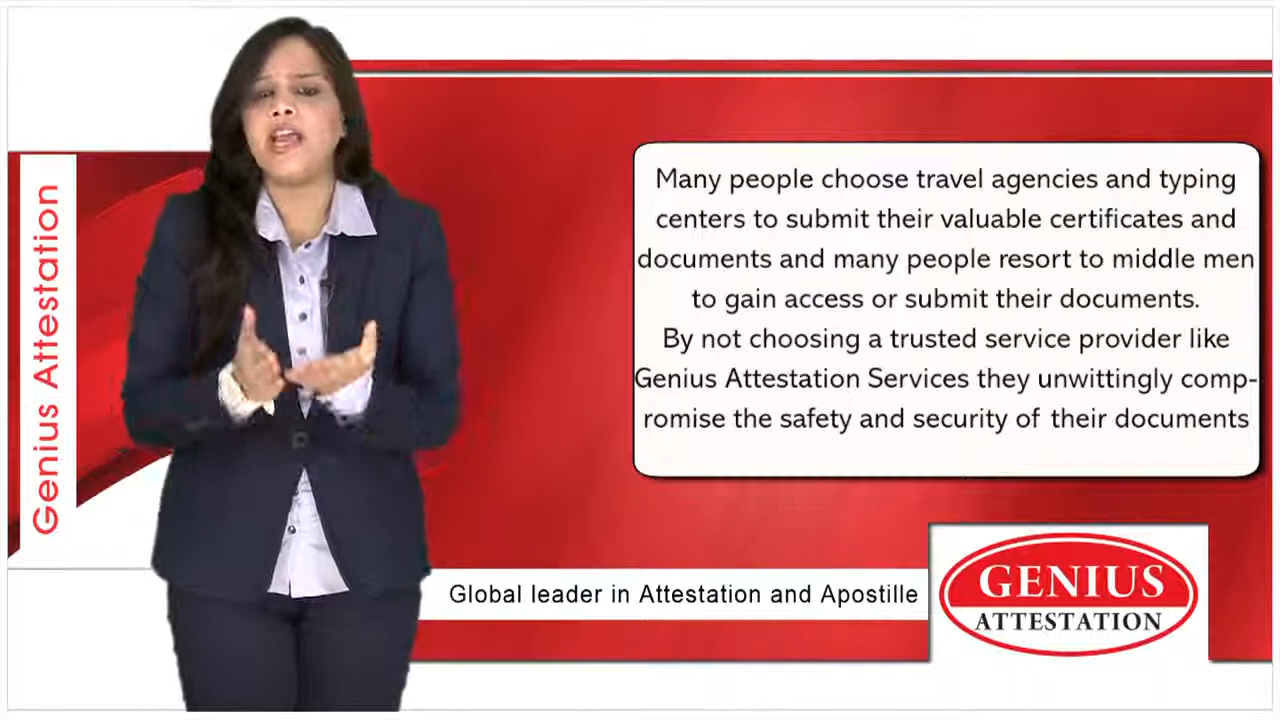 Genius Attestation
Many people choose travel agencies and typing
centers to submit their valuable certificates and
documents and many people resort to middle men
to gain access or submit their documents.
By not choosing a trusted service provider like
Genius Attestation Services they unwittingly comp-
romise the safety and security of their documents
Global leader in Attestation and Apostille
GENIUS
ATTESTATION